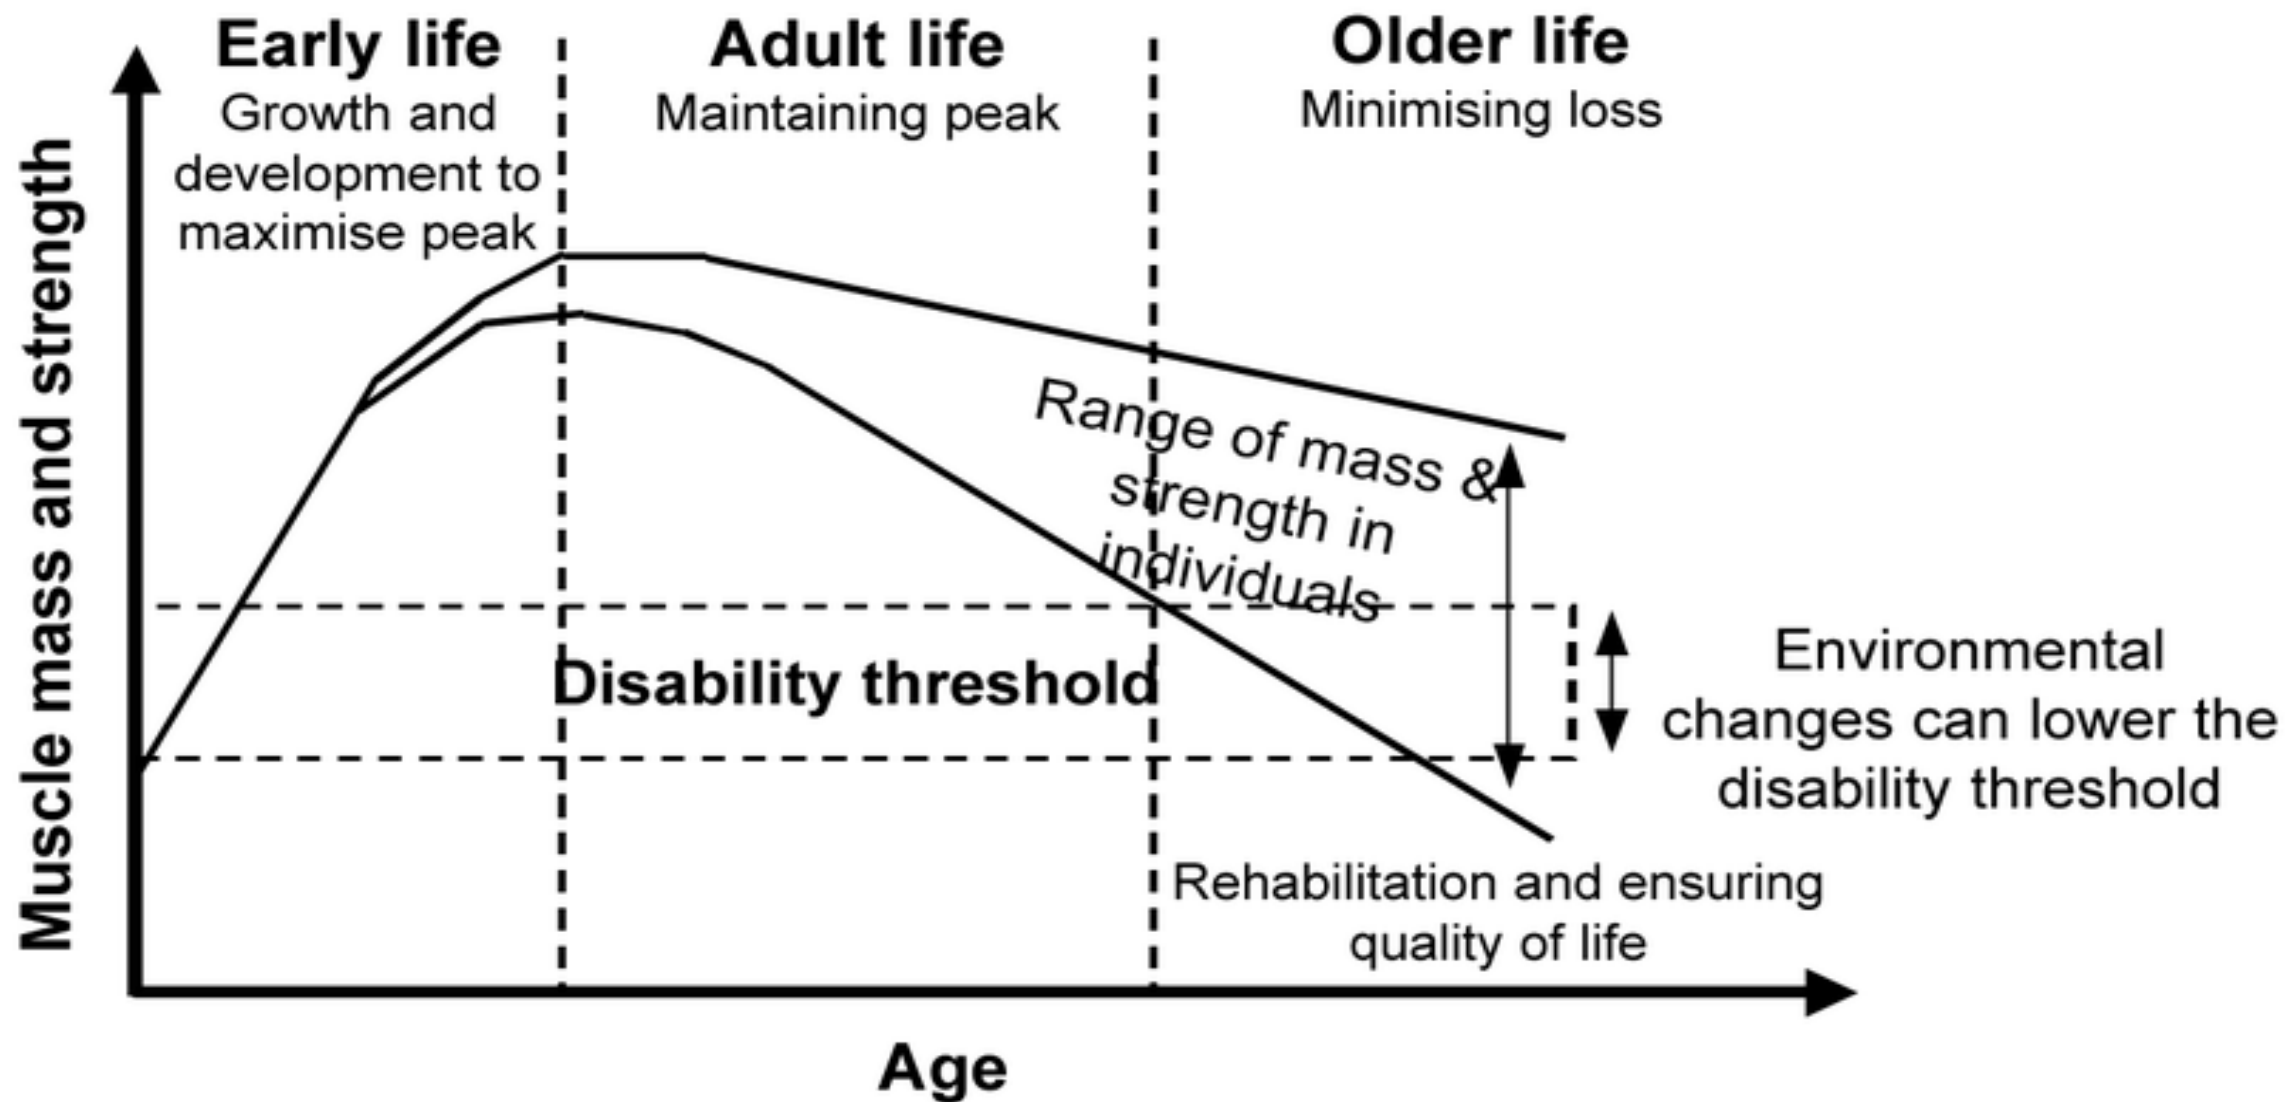 Early life
Growth and
development to
maximise peak
Adult life
Maintaining peak
Older life
Minimising loss
Muscle mass and strength
Range of mass &
strength in
individuals
Disability threshold
Environmental
changes can lower the
disability threshold
Rehabilitation and ensuring
quality of life
Age